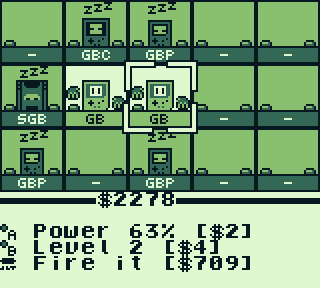 zzz zzz
- GBC GBP - -
zzz
SGB GB GB - -
zzz zzz
GBP - GBP - -
$2278
A Power 63% [$2]
B Level 2 [$4]
Fire it [$709]